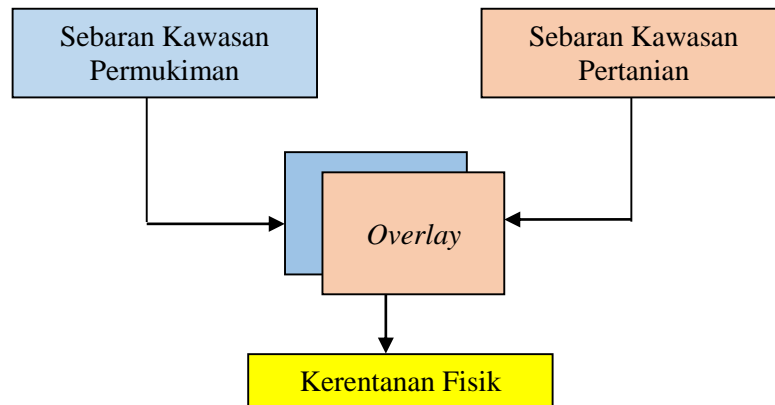 Sebaran Kawasan
Permukiman
Sebaran Kawasan
Pertanian
Overlay
Kerentanan Fisik